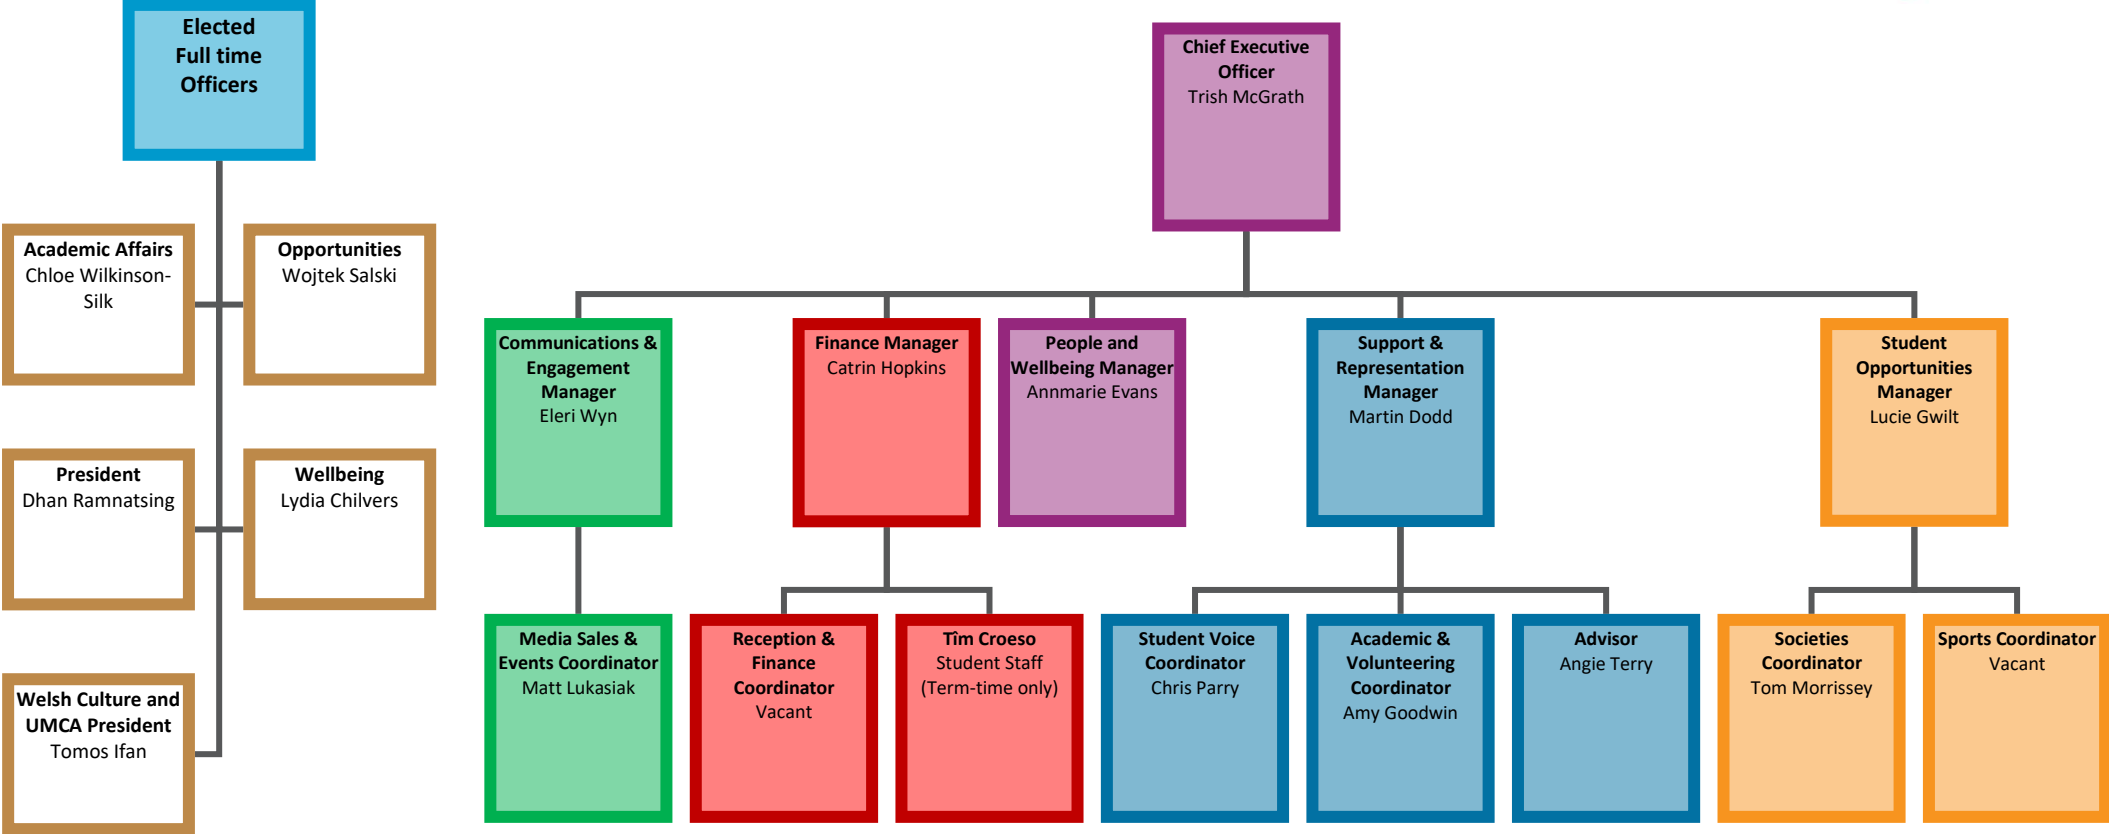 Elected
Full time
Officers
Academic Affairs
Chloe Wilkinson-
Silk
Opportunities
Wojtek Salski
President
Dhan Ramnatsing
Wellbeing
Lydia Chilvers
Welsh Culture and
UMCA President
Tomos Ifan
Chief Executive
Officer
Trish McGrath
Communications &
Engagement
Manager
Eleri Wyn
Finance Manager
Catrin Hopkins
People and
Wellbeing Manager
Annmarie Evans
Support &
Representation
Manager
Martin Dodd
Student
Opportunities
Manager
Lucie Gwilt
Media Sales &
Events Coordinator
Matt Lukasiak
Reception &
Finance
Coordinator
Vacant
Tîm Croeso
Student Staff
(Term-time only)
Student Voice
Coordinator
Chris Parry
Academic &
Volunteering
Coordinator
Amy Goodwin
Advisor
Angie Terry
Societies
Coordinator
Tom Morrissey
Sports Coordinator
Vacant